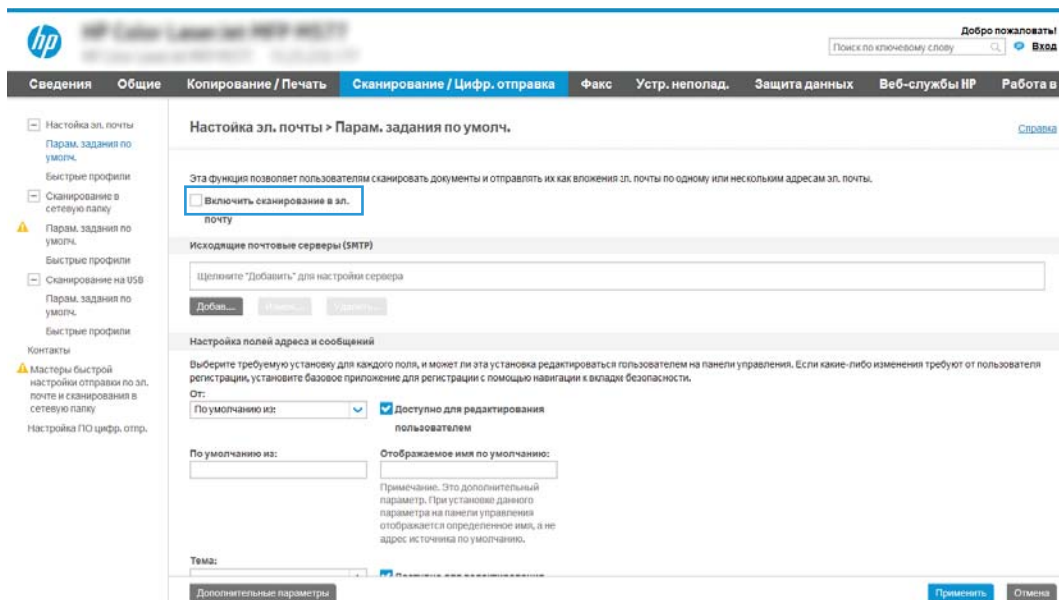 hp
Добро пожаловать!
Поиск по ключевому слову
Вход
Сведения Общие Копирование / Печать Сканирование / Цифр. отправка Факс Устр. неполад. Защита данных Веб-службы HP Работа в
Настойка эл. почты
Парам. задания по
умолч.
Быстрые профили
Сканирование в
сетевую папку
Парам. задания по
умолч.
Быстрые профили
Сканирование на USB
Парам. задания по
умолч.
Быстрые профили
Контакты
Мастеры быстрой
настройки отправки по эл.
почте и сканирования в
сетевую папку
Настройка ПО цифр. отпр.
Настойка эл. почты > Парам. задания по умолч.
Справка
Эта функция позволяет пользователям сканировать документы и отправлять их как вложения эл. почты по одному или нескольким адресам эл. почты.
Включить сканирование в эл.
почту
Исходящие почтовые серверы (SMTP)
Щелкните "Добавить" для настройки сервера
Добав.... Измен.... Удалить...
Настройка полей адреса и сообщений
Выберите требуемую установку для каждого поля, и может ли эта установка редактироваться пользователем на панели управления. Если какие-либо изменения требуют от пользователя
регистрации, установите базовое приложение для регистрации с помощью навигации к вкладке безопасности.
От:
По умолчанию из:
Доступно для редактирования
пользователем
По умолчанию из:
Отображаемое имя по умолчанию:
Примечание. Это дополнительный
параметр. При установке данного
параметра на панели управления
отображается определенное имя, а не
адрес источника по умолчанию.
Тема:
Доступно для редактирования
Дополнительные параметры
Применить Отмена